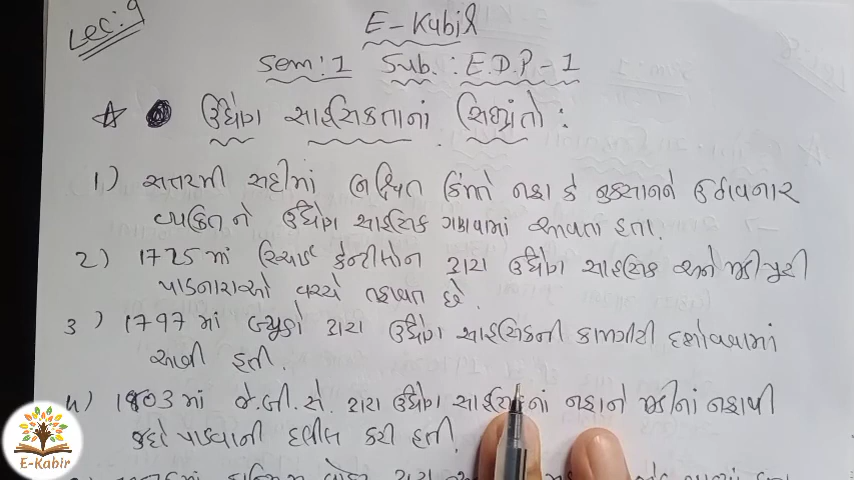 Lec: 9
E-Kabir
Sem: 1 Sub.: E.D.P-1
ઉદ્યોગ સાહસિકતાનાં સિદ્ધાંતો :
1) સત્તરમી સદીમાં નિશ્ચિત કિંમતે નફા કે નુકસાનને ઉઠાવનાર
વ્યક્તિ નો ઉદ્યોગ સાહસિક ગણવામાં આવતા હતા.
2) 1725 માં રિચાર્ડ કેન્ટીલોન દ્વારા ઉદ્યોગ સાહસિક અને મૂડી પુરી
પાડનારાઓ વચ્ચે તફાવત છે.
3) 1797 માં બ્યુકો દ્વારા ઉદ્યોગ સાહસિકની કામગીરી દર્શાવવામાં
આવી હતી.
4) 1803 માં જે.બી.સે. દ્વારા ઉદ્યોગ સાહસિકનાં નફાને મૂડીનાં નફાથી
જુદો પાડવાની દલીલ કરી હતી.
E-Kabir